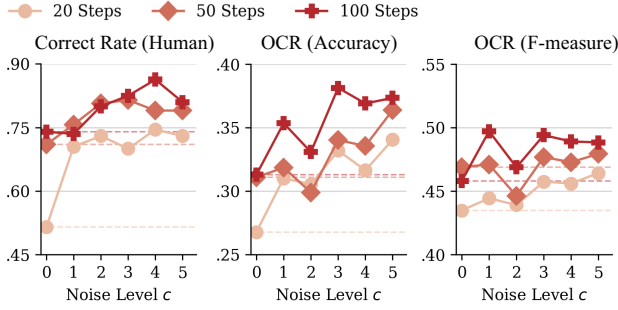 20 Steps 50 Steps 100 Steps
Correct Rate (Human) OCR (Accuracy) OCR (F-measure)
.90 .40 .55
.75 .35 .50
.60 .30 .45
.45 .25 .40
0 1 2 3 4 5 0 1 2 3 4 5 0 1 2 3 4 5
Noise Level c Noise Level c Noise Level c